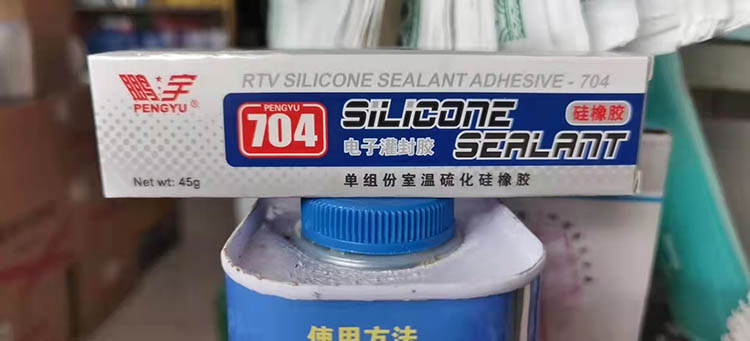 鹏宇
PENGYU®
RTV SILICONE SEALANT ADHESIVE - 704
PENGYU
704
SILICONE
SEALANT
硅橡胶
电子灌封胶
Net wt: 45g
单组份室温硫化硅橡胶
使用方法